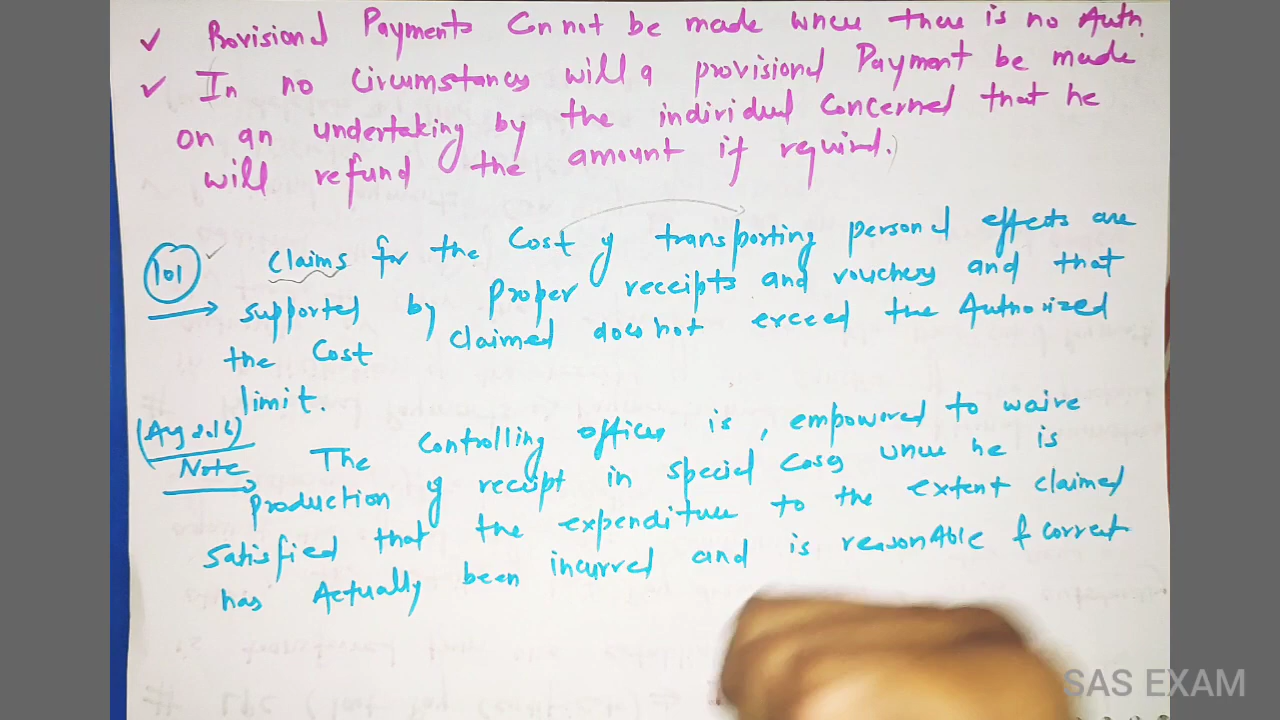 ✓ Provisional Payments Cannot be made where there is no Auth.
✓ In no Circumstances will a provisional Payment be made
on an undertaking by the individual Concerned that he
will refund the amount if required.
101 ✓ Claims for the Cost of transporting personal effects are
→ supported by Proper receipts and vouchers and that
the Cost claimed does not exceed the Authorized
limit.
(Aug 2016)
Note → The Controlling officer is, empowered to waive
production of receipt in special Cases where he is
satisfied that the expenditure to the extent claimed
has Actually been incurred and is reasonable & correct
SAS EXAM